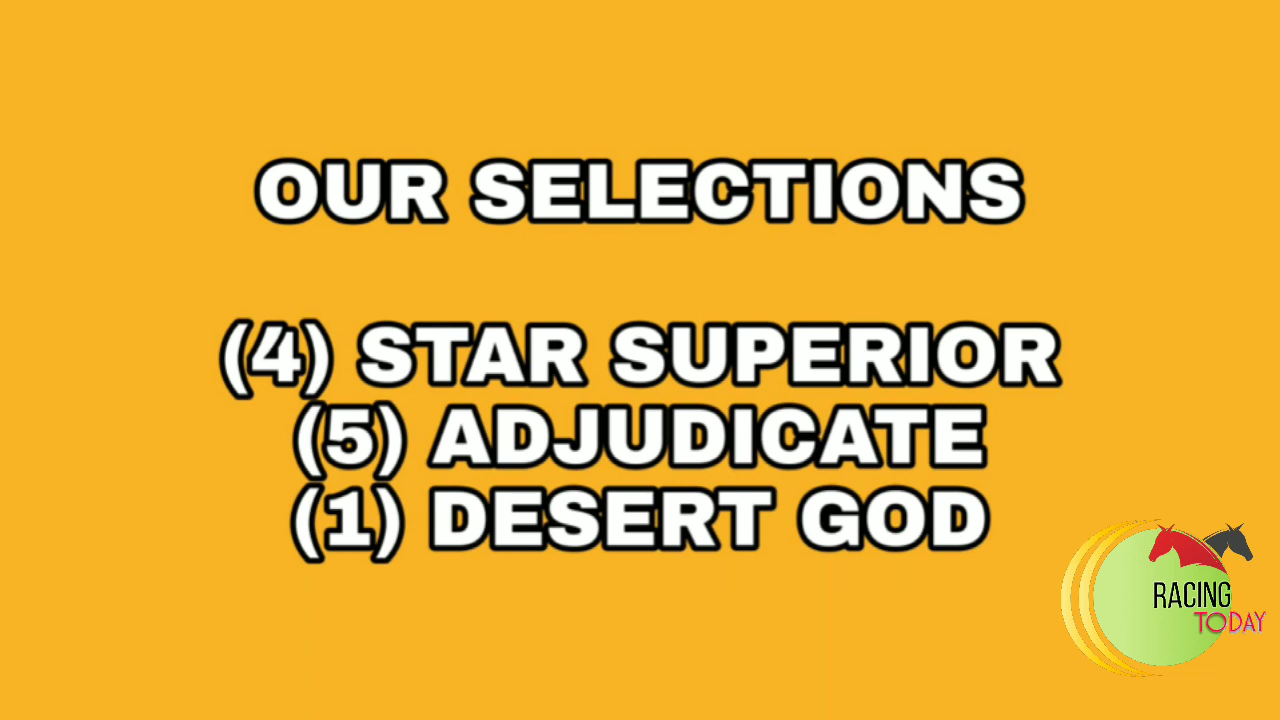 OUR SELECTIONS
(4) STAR SUPERIOR
(5) ADJUDICATE
(1) DESERT GOD
RACING
TODAY